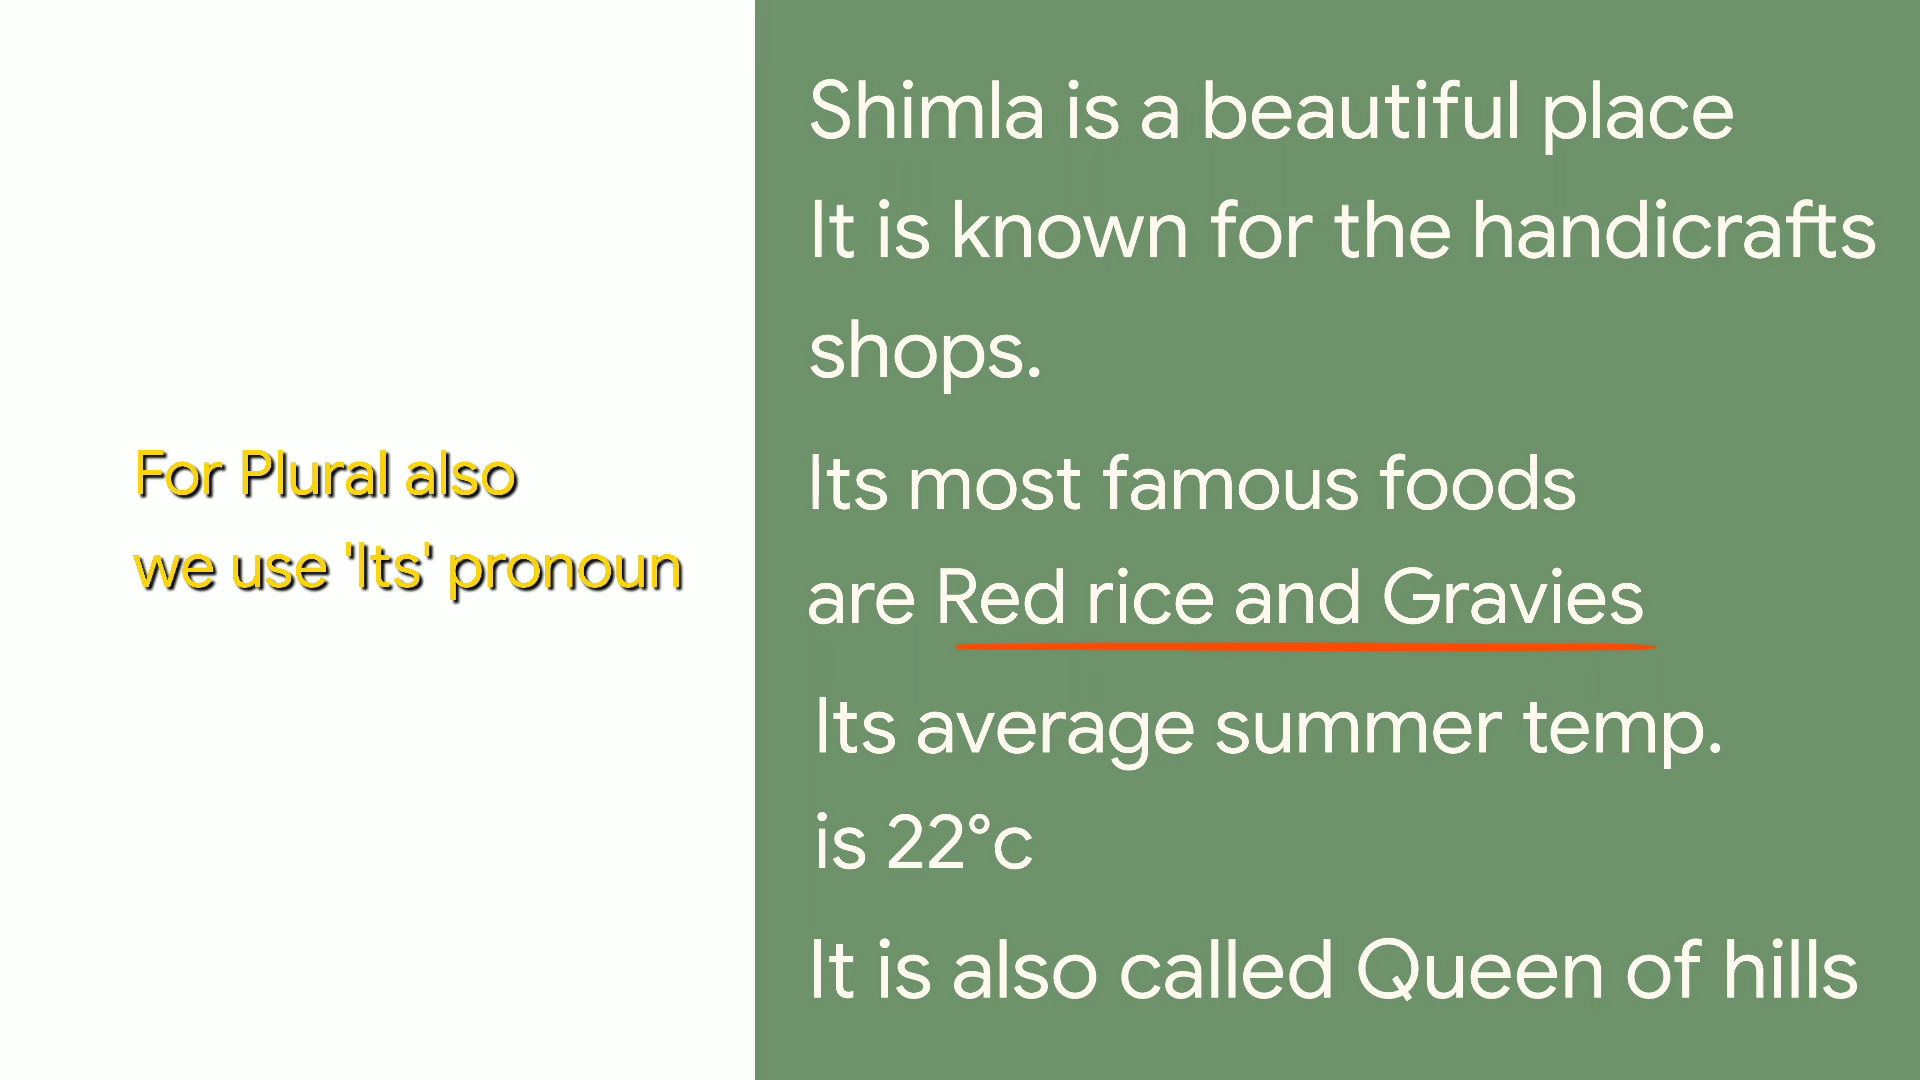 For Plural also
we use 'Its' pronoun
Shimla is a beautiful place
It is known for the handicrafts
shops.
Its most famous foods
are Red rice and Gravies
Its average summer temp.
is 22°c
It is also called Queen of hills